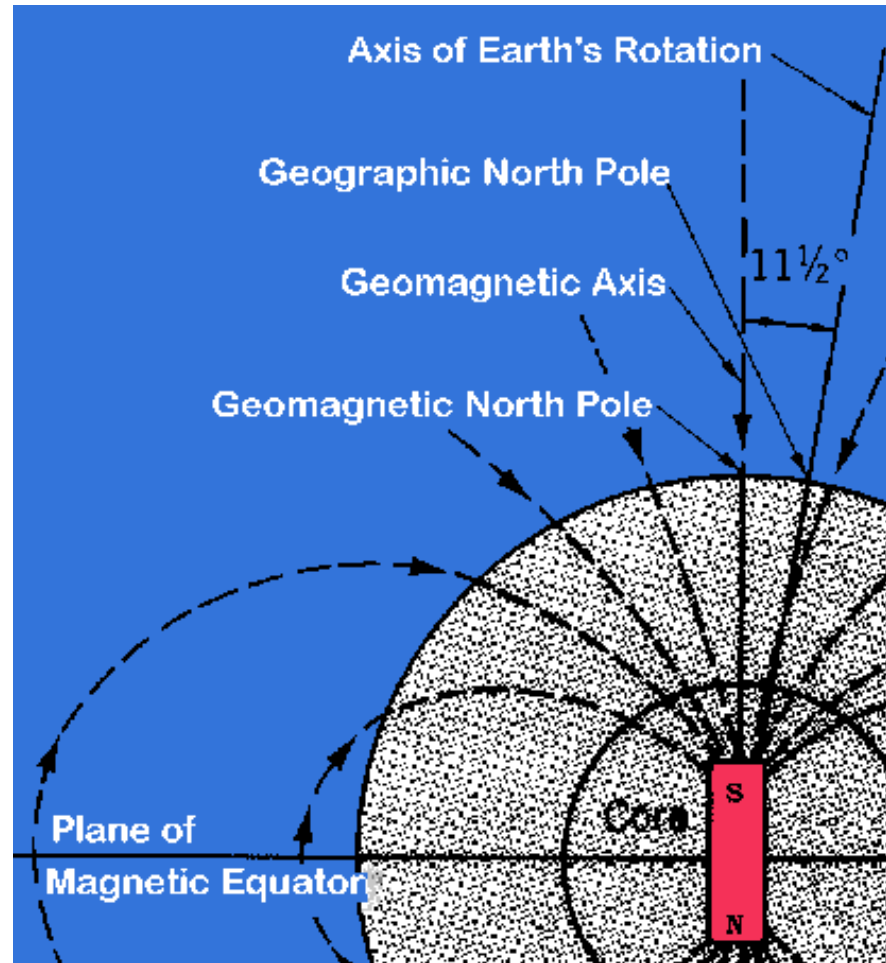 Axis of Earth's Rotation
Geographic North Pole
11½°
Geomagnetic Axis
Geomagnetic North Pole
S
Core
Plane of
Magnetic Equator
N